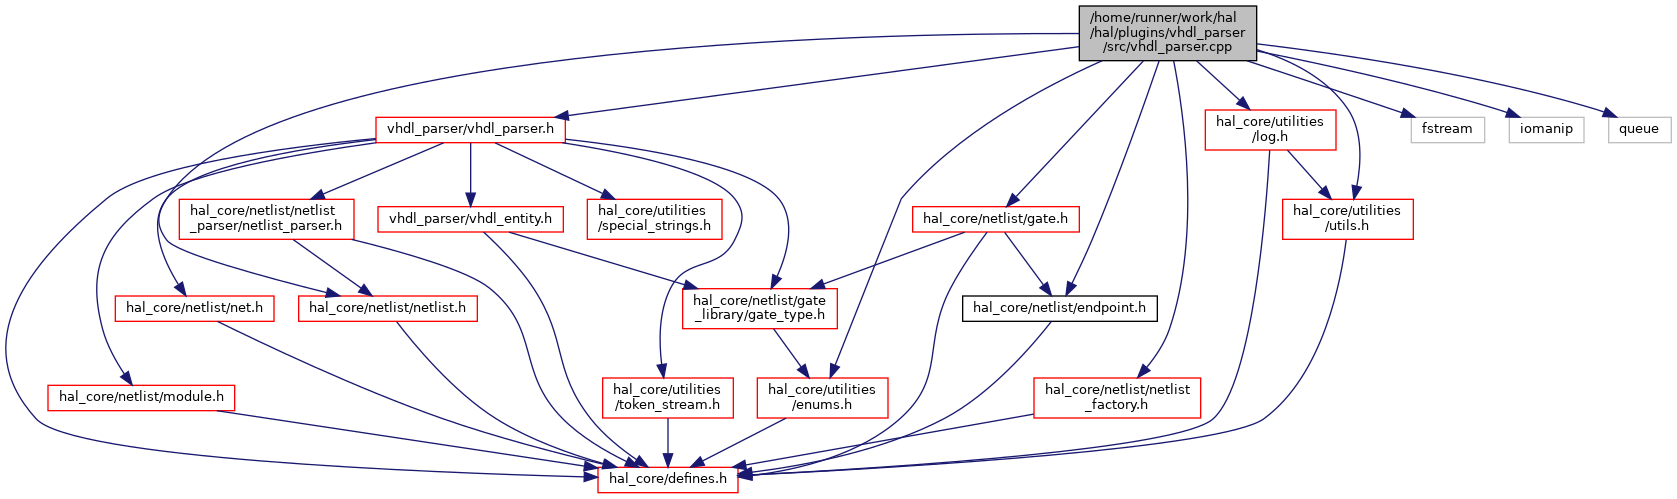 /home/runner/work/hal
/hal/plugins/vhdl_parser
/src/vhdl_parser.cpp
vhdl_parser/vhdl_parser.h
hal_core/utilities
/log.h
fstream
iomanip
queue
hal_core/netlist/netlist
_parser/netlist_parser.h
vhdl_parser/vhdl_entity.h
hal_core/utilities
/special_strings.h
hal_core/netlist/gate.h
hal_core/utilities
/utils.h
hal_core/netlist/net.h
hal_core/netlist/netlist.h
hal_core/netlist/gate
_library/gate_type.h
hal_core/netlist/endpoint.h
hal_core/netlist/module.h
hal_core/utilities
/token_stream.h
hal_core/utilities
/enums.h
hal_core/netlist/netlist
_factory.h
hal_core/defines.h